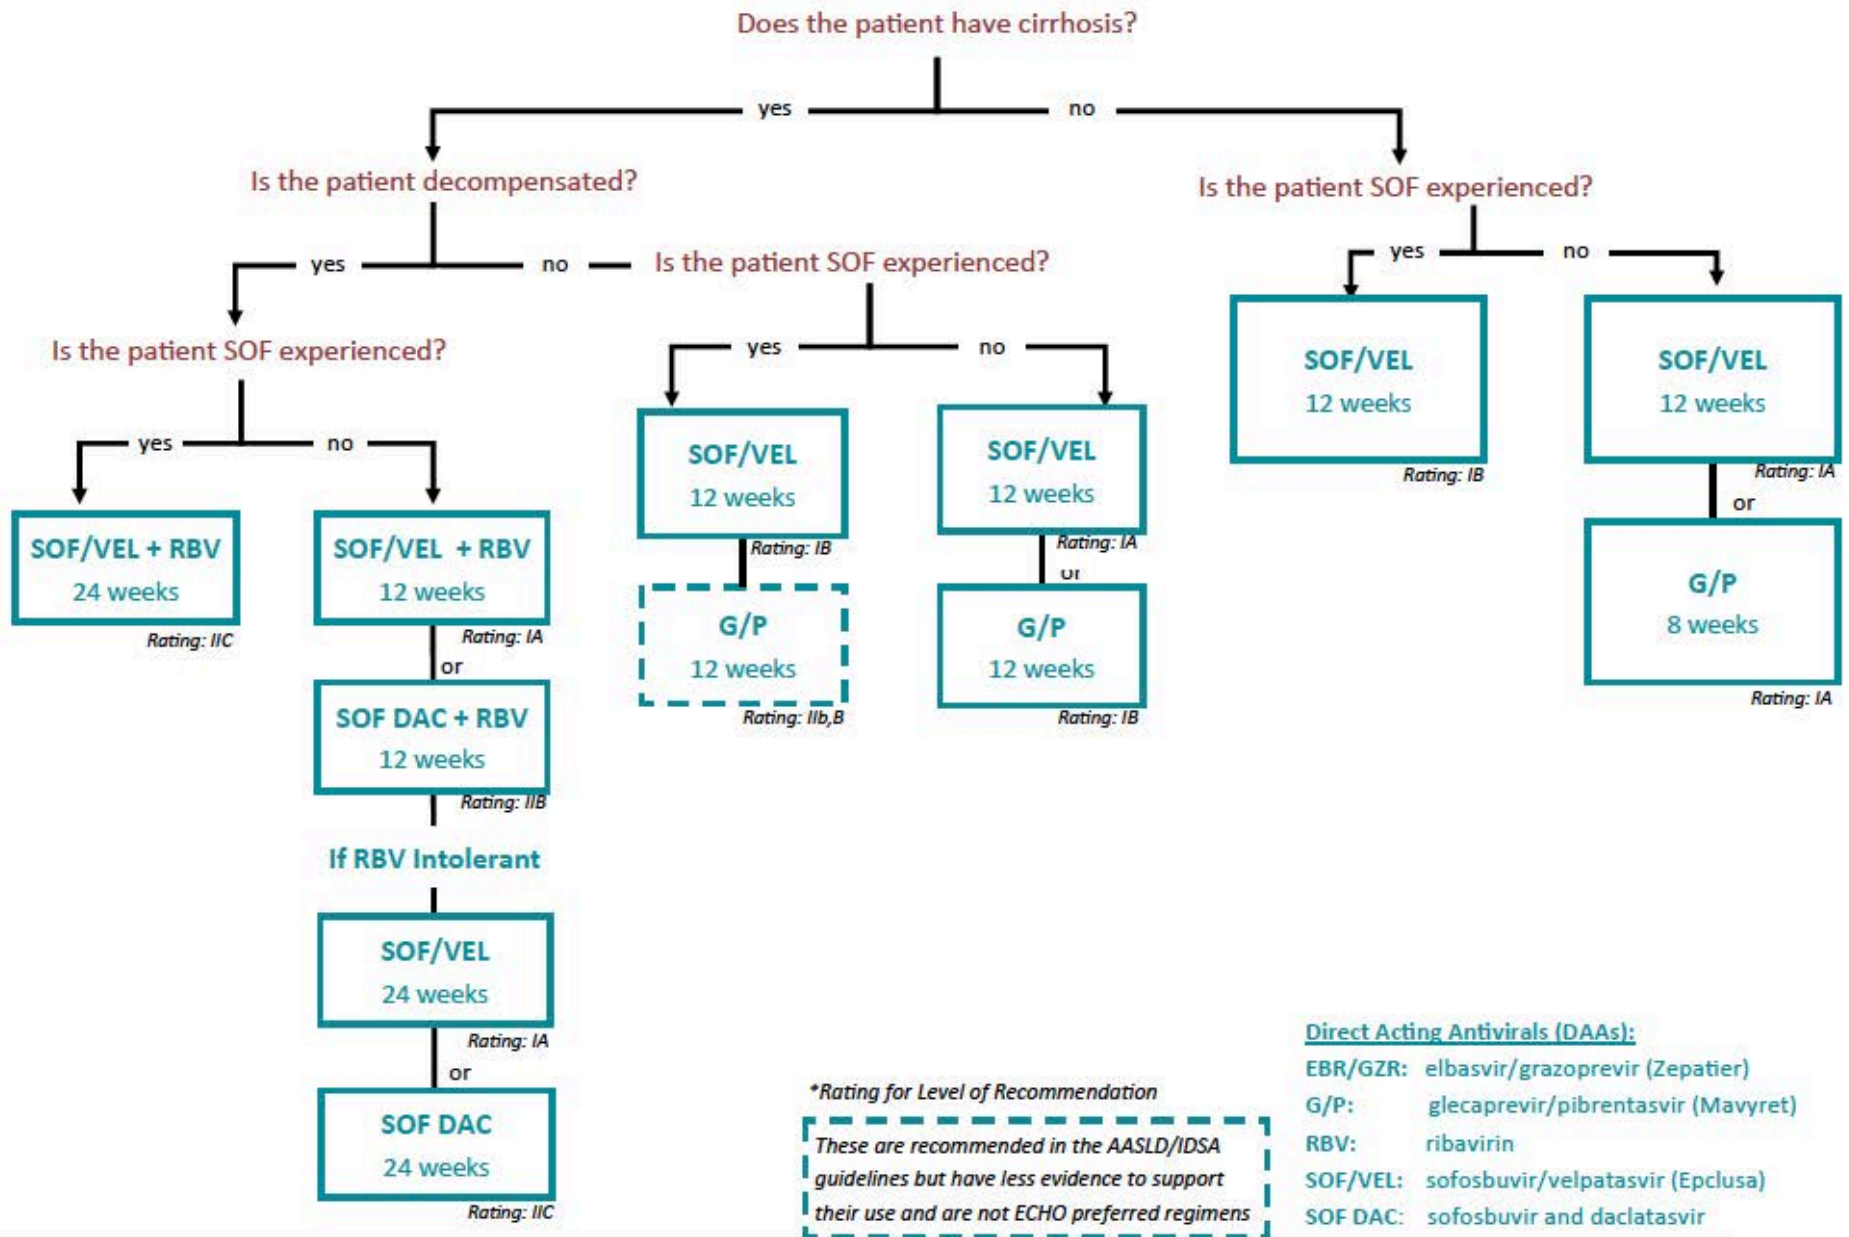 Does the patient have cirrhosis?
yes
no
Is the patient decompensated?
Is the patient SOF experienced?
yes
no
Is the patient SOF experienced?
yes
no
Is the patient SOF experienced?
yes
no
yes
no
SOF/VEL
12 weeks
Rating: IB
SOF/VEL
12 weeks
Rating: IA
or
G/P
8 weeks
Rating: IA
SOF/VEL
12 weeks
Rating: IB
G/P
12 weeks
Rating: IIb,B
SOF/VEL
12 weeks
Rating: IA
or
G/P
12 weeks
Rating: IB
SOF/VEL + RBV
24 weeks
Rating: IIC
SOF/VEL + RBV
12 weeks
Rating: IA
or
SOF DAC + RBV
12 weeks
Rating: IIB
If RBV Intolerant
SOF/VEL
24 weeks
Rating: IA
or
SOF DAC
24 weeks
Rating: IIC
*Rating for Level of Recommendation
These are recommended in the AASLD/IDSA
guidelines but have less evidence to support
their use and are not ECHO preferred regimens
Direct Acting Antivirals (DAAs):
EBR/GZR: elbasvir/grazoprevir (Zepatier)
G/P: glecaprevir/pibrentasvir (Mavyret)
RBV: ribavirin
SOF/VEL: sofosbuvir/velpatasvir (Epclusa)
SOF DAC: sofosbuvir and daclatasvir